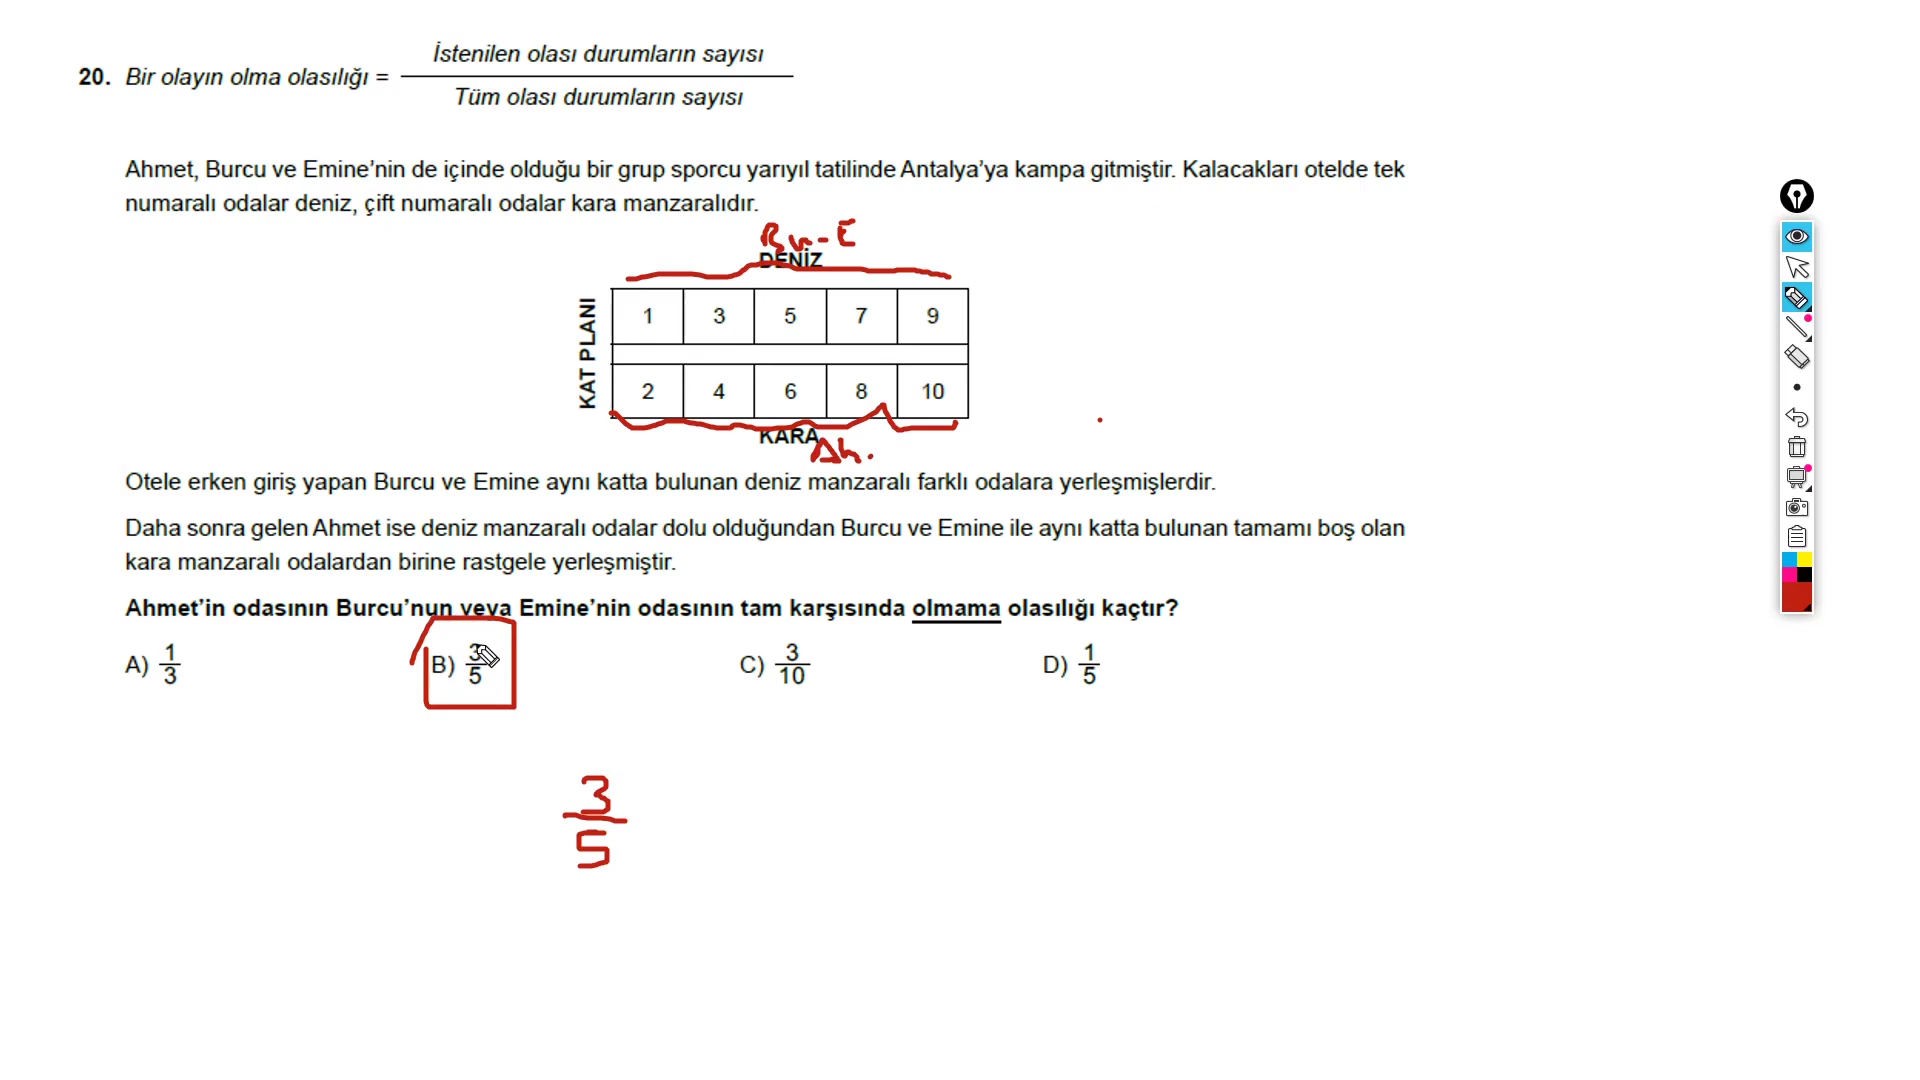 20. Bir olayın olma olasılığı = İstenilen olası durumların sayısı
Tüm olası durumların sayısı
Ahmet, Burcu ve Emine’nin de içinde olduğu bir grup sporcu yarıyıl tatilinde Antalya’ya kampa gitmiştir. Kalacakları otelde tek
numaralı odalar deniz, çift numaralı odalar kara manzaralıdır.
Bu-E
DENİZ
KAT PLANI
1 3 5 7 9
2 4 6 8 10
KARA
Ah.
Otele erken giriş yapan Burcu ve Emine aynı katta bulunan deniz manzaralı farklı odalara yerleşmişlerdir.
Daha sonra gelen Ahmet ise deniz manzaralı odalar dolu olduğundan Burcu ve Emine ile aynı katta bulunan tamamı boş olan
kara manzaralı odalardan birine rastgele yerleşmiştir.
Ahmet’in odasının Burcu’nun veya Emine’nin odasının tam karşısında olmama olasılığı kaçtır?
A) 1/3 B) 3/5 C) 3/10 D) 1/5
3
5